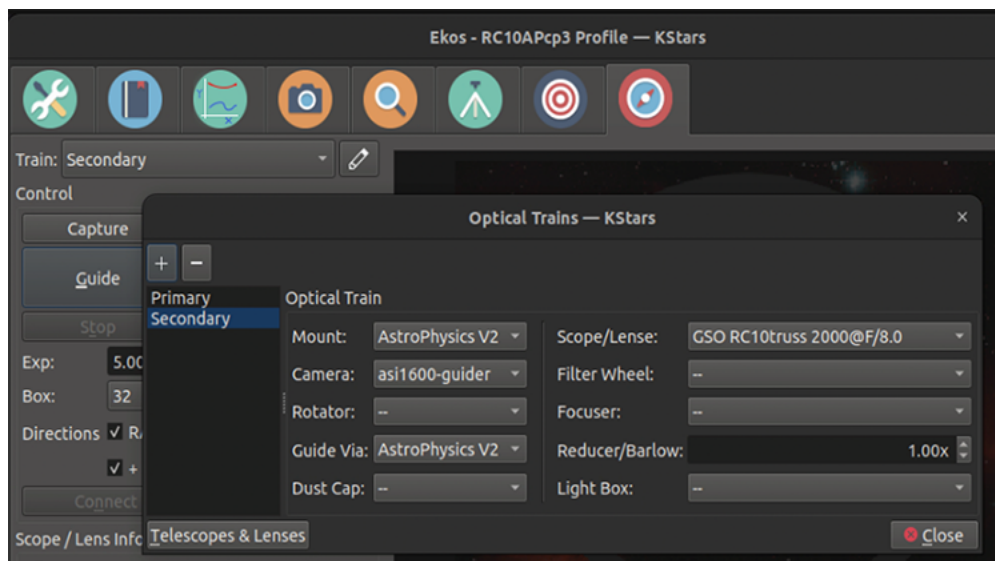 Ekos - RC10APcp3 Profile — KStars
Train: Secondary
Control
Capture
Guide
Stop
Exp: 5.00
Box: 32
Directions
+
Connect
Scope / Lens Info
Optical Trains — KStars ×
+ −
Primary
Secondary
Optical Train
Mount: AstroPhysics V2 Scope/Lense: GSO RC10truss 2000@F/8.0
Camera: asi1600-guider Filter Wheel: --
Rotator: -- Focuser: --
Guide Via: AstroPhysics V2 Reducer/Barlow: 1.00x
Dust Cap: -- Light Box: --
Telescopes & Lenses Close